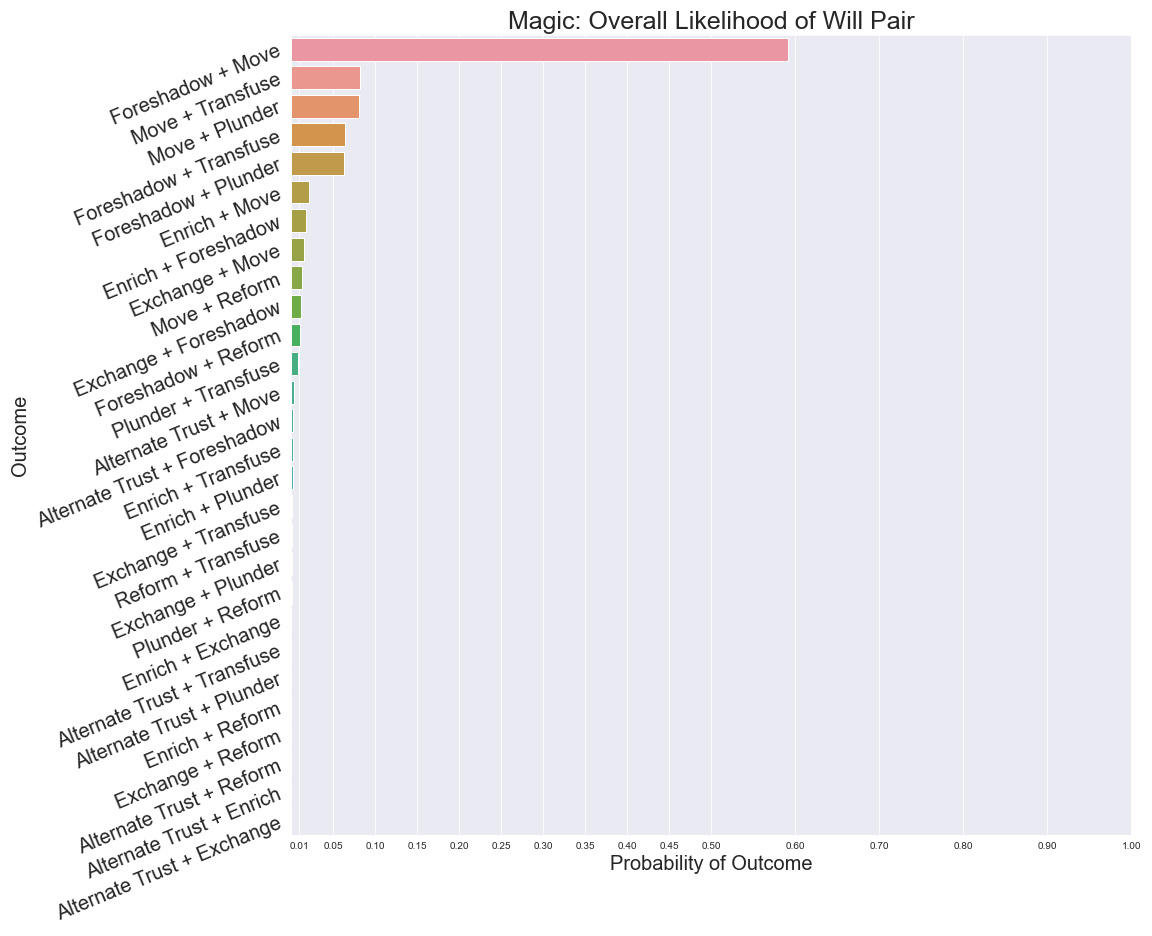 Magic: Overall Likelihood of Will Pair
Outcome
Foreshadow + Move
Move + Transfuse
Move + Plunder
Foreshadow + Transfuse
Foreshadow + Plunder
Enrich + Move
Enrich + Foreshadow
Exchange + Move
Move + Reform
Exchange + Foreshadow
Foreshadow + Reform
Plunder + Transfuse
Alternate Trust + Move
Alternate Trust + Foreshadow
Enrich + Transfuse
Enrich + Plunder
Exchange + Transfuse
Reform + Transfuse
Exchange + Plunder
Plunder + Reform
Enrich + Exchange
Alternate Trust + Transfuse
Alternate Trust + Plunder
Enrich + Reform
Exchange + Reform
Alternate Trust + Reform
Alternate Trust + Enrich
Alternate Trust + Exchange
0.01 0.05 0.10 0.15 0.20 0.25 0.30 0.35 0.40 0.45 0.50 0.60 0.70 0.80 0.90 1.00
Probability of Outcome